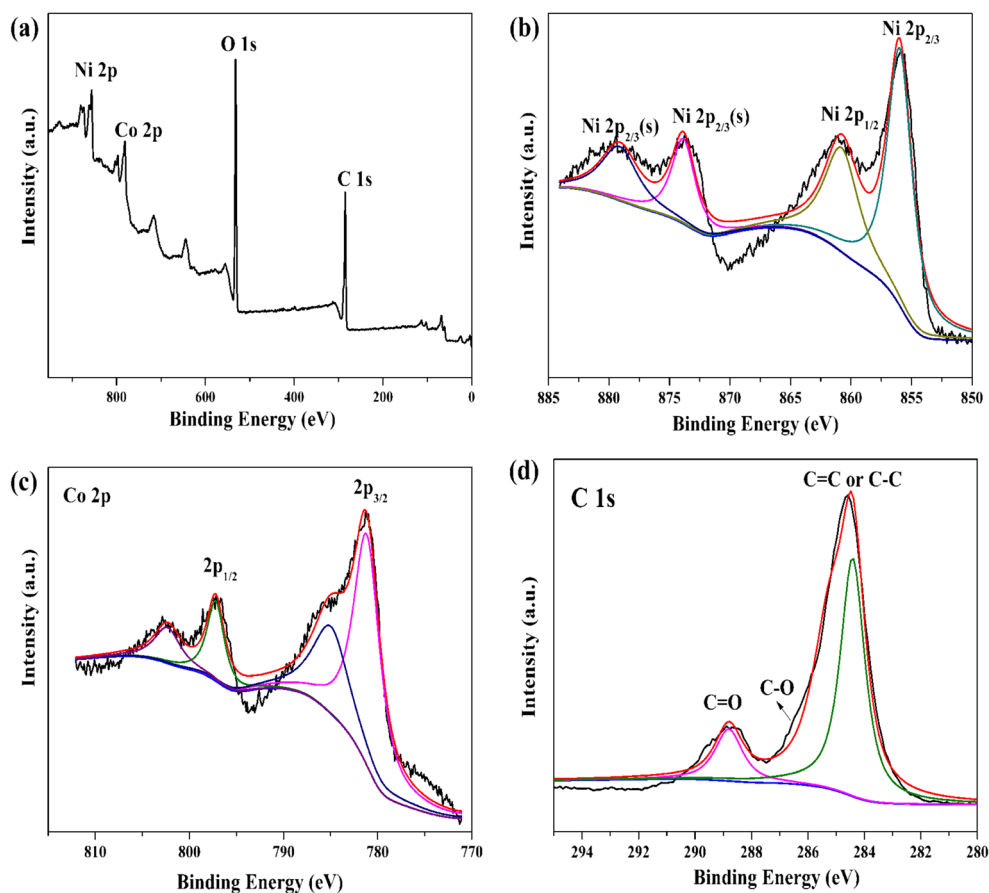 (a)
O 1s
Ni 2p
Co 2p
C 1s
Intensity (a.u.)
800 600 400 200 0
Binding Energy (eV)
(b)
Ni 2p2/3
Ni 2p2/3(s)
Ni 2p2/3(s)
Ni 2p1/2
Intensity (a.u.)
885 880 875 870 865 860 855 850
Binding Energy (eV)
(c)
Co 2p
2p3/2
2p1/2
Intensity (a.u.)
810 800 790 780 770
Binding Energy (eV)
(d)
C 1s
C=C or C-C
C-O
C=O
Intensity (a.u.)
294 292 290 288 286 284 282 280
Binding Energy (eV)